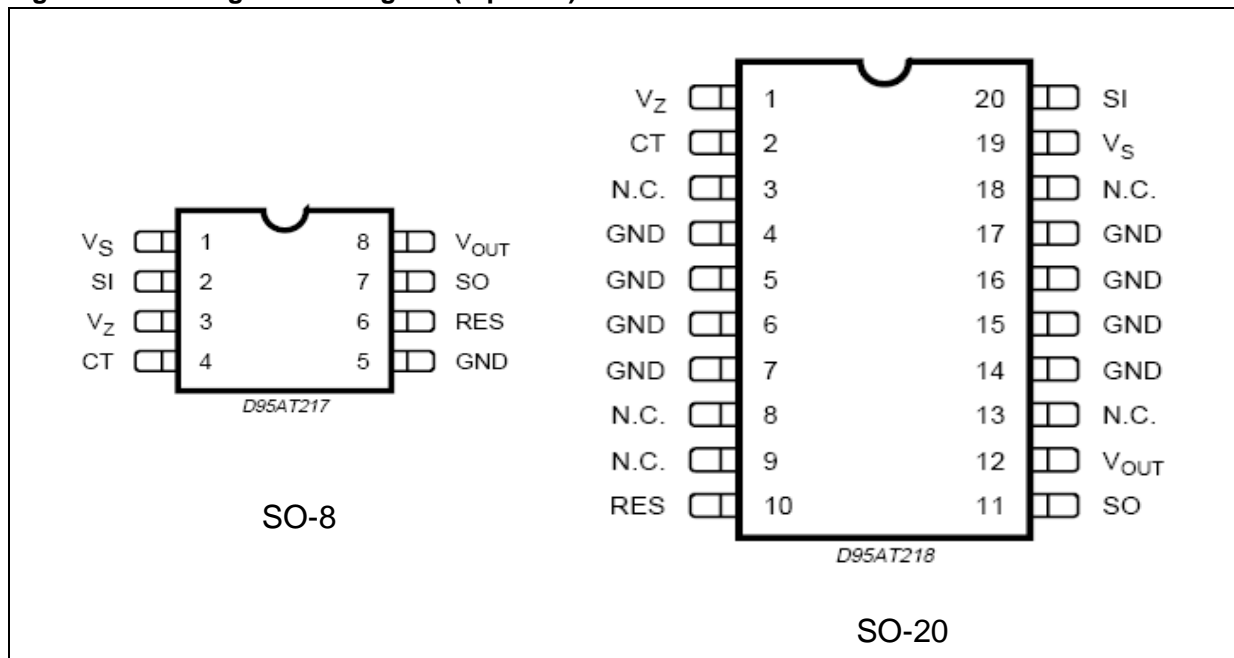 VS 1 8 VOUT
SI 2 7 SO
VZ 3 6 RES
CT 4 5 GND
D95AT217
SO-8
VZ 1 20 SI
CT 2 19 VS
N.C. 3 18 N.C.
GND 4 17 GND
GND 5 16 GND
GND 6 15 GND
GND 7 14 GND
N.C. 8 13 N.C.
N.C. 9 12 VOUT
RES 10 11 SO
D95AT218
SO-20